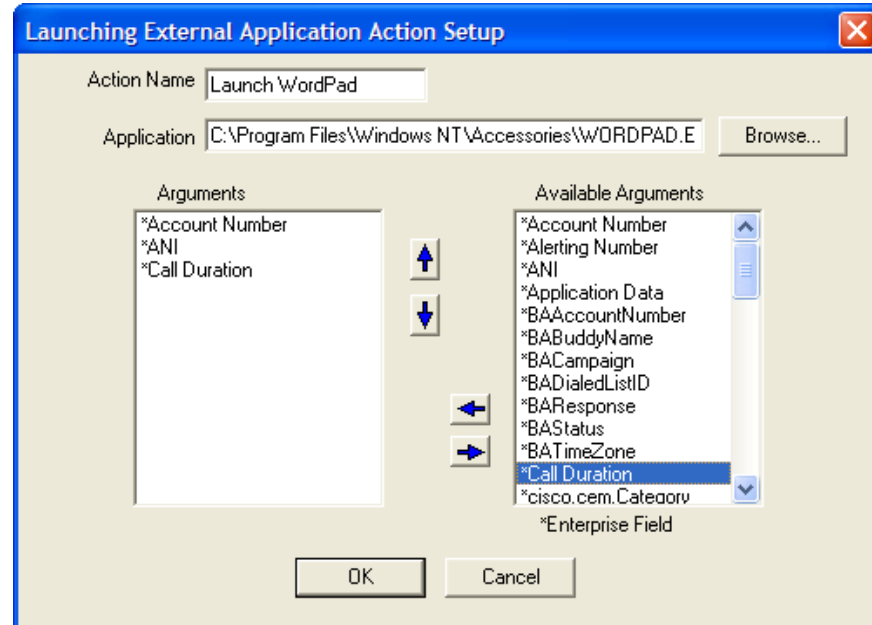 Launching External Application Action Setup
Action Name Launch WordPad
Application C:\Program Files\Windows NT\Accessories\WORDPAD.E Browse...
Arguments
*Account Number
*ANI
*Call Duration
Available Arguments
*Account Number
*Alerting Number
*ANI
*Application Data
*BAAccountNumber
*BABuddyName
*BACampaign
*BADialedListID
*BAResponse
*BAStatus
*BATimeZone
*Call Duration
*cisco.cem.Category
*Enterprise Field
OK Cancel